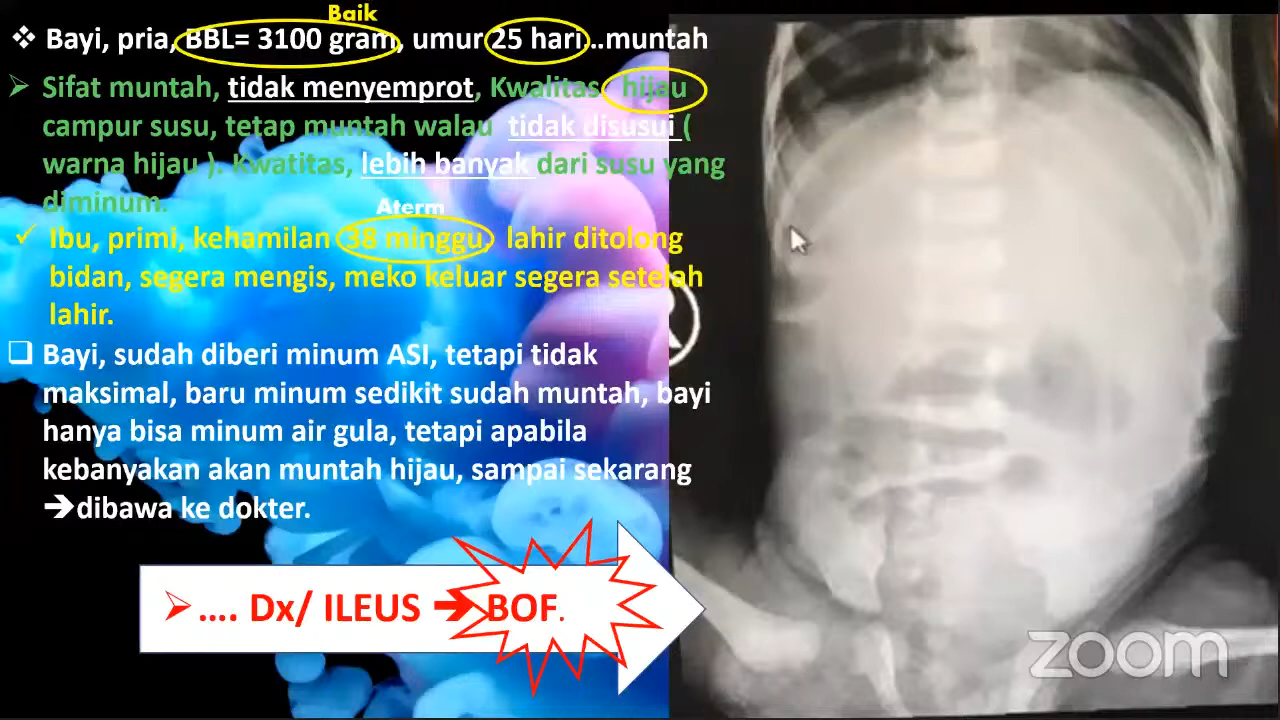 Baik
❖ Bayi, pria, BBL= 3100 gram, umur 25 hari...muntah
➢ Sifat muntah, tidak menyemprot, Kwalitas hijau
campur susu, tetap muntah walau tidak disusui (
warna hijau ). Kwatitas, lebih banyak dari susu yang
diminum.
Aterm
✓ Ibu, primi, kehamilan 38 minggu, lahir ditolong
bidan, segera mengis, meko keluar segera setelah
lahir.
❑ Bayi, sudah diberi minum ASI, tetapi tidak
maksimal, baru minum sedikit sudah muntah, bayi
hanya bisa minum air gula, tetapi apabila
kebanyakan akan muntah hijau, sampai sekarang
➔dibawa ke dokter.
➢ .... Dx/ ILEUS ➔ BOF.
R
zoom